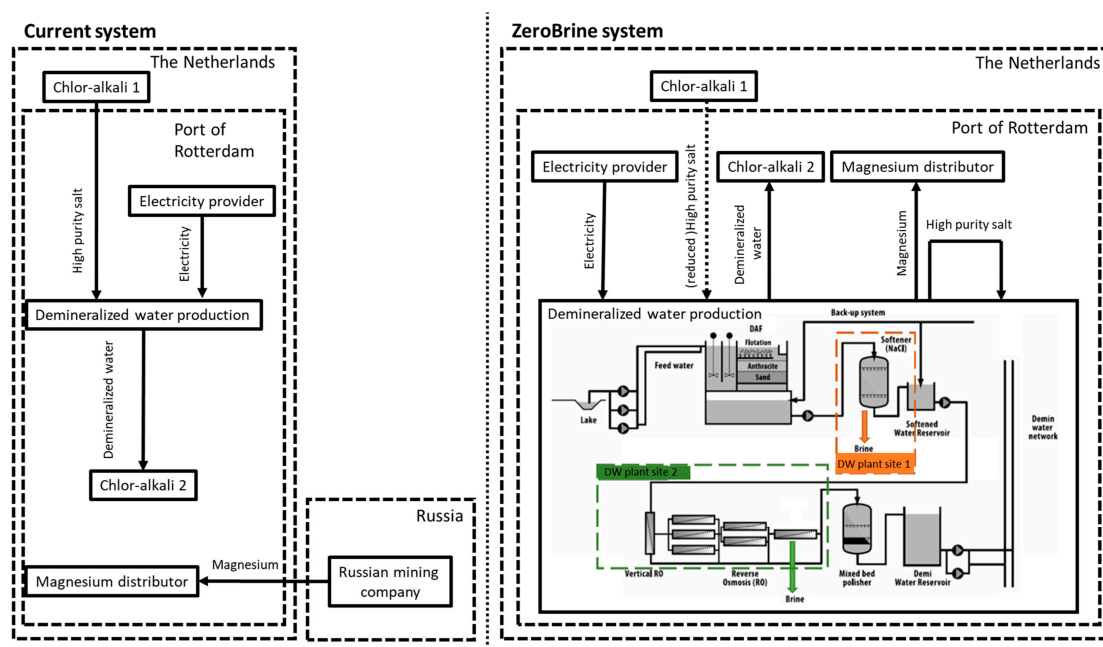 Current system
The Netherlands
Chlor-alkali 1
Port of
Rotterdam
Electricity provider
High purity salt
Electricity
Demineralized water production
Demineralized water
Chlor-alkali 2
Russia
Magnesium distributor
Magnesium
Russian mining
company
ZeroBrine system
The Netherlands
Chlor-alkali 1
Port of Rotterdam
Electricity provider
Chlor-alkali 2
Magnesium distributor
Electricity
(reduced )High purity salt
Demineralized
water
Magnesium
High purity salt
Demineralized water production
Back-up system
DAF
Flotation
Anthracite
Sand
Feed water
Lake
Softener
(NaCl)
Softened
Water Reservoir
Brine
DW plant site 1
Demin
water
network
DW plant site 2
Vertical RO
Reverse
Osmosis (RO)
Brine
Mixed bed
polisher
Demi
Water Reservoir